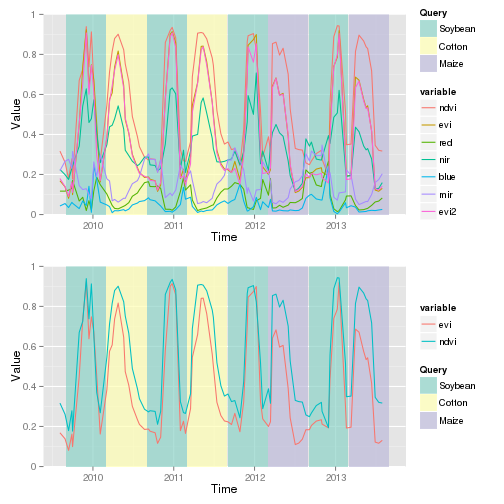 Value
1
0.8
0.6
0.4
0.2
0
2010
2011
2012
2013
Time
Query
Soybean
Cotton
Maize
variable
ndvi
evi
red
nir
blue
mir
evi2
Value
1
0.8
0.6
0.4
0.2
0
2010
2011
2012
2013
Time
variable
evi
ndvi
Query
Soybean
Cotton
Maize